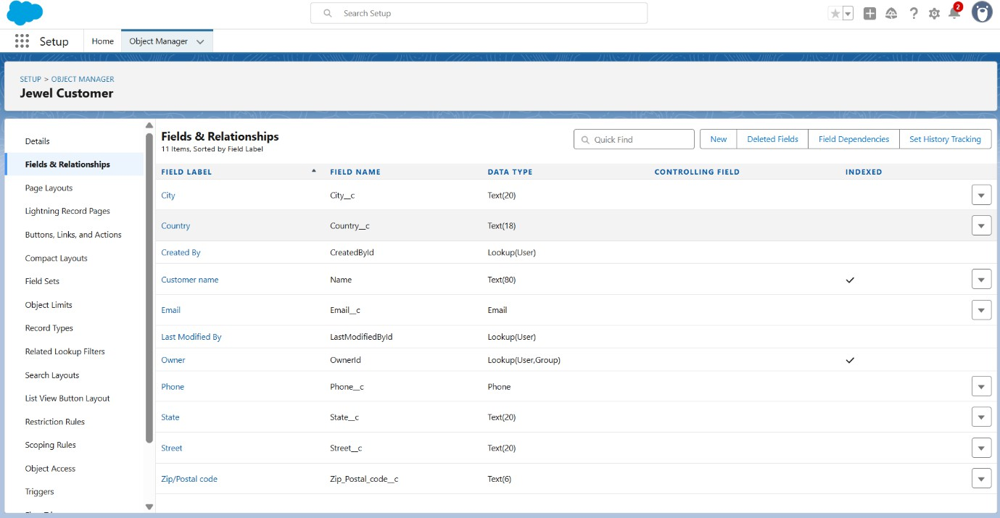 Search Setup
2
Setup
Home
Object Manager
SETUP > OBJECT MANAGER
Jewel Customer
Details
Fields & Relationships
Page Layouts
Lightning Record Pages
Buttons, Links, and Actions
Compact Layouts
Field Sets
Object Limits
Record Types
Related Lookup Filters
Search Layouts
List View Button Layout
Restriction Rules
Scoping Rules
Object Access
Triggers
Fields & Relationships
11 Items, Sorted by Field Label
Quick Find
New
Deleted Fields
Field Dependencies
Set History Tracking
FIELD LABEL FIELD NAME DATA TYPE CONTROLLING FIELD INDEXED
City City__c Text(20)
Country Country__c Text(18)
Created By CreatedById Lookup(User)
Customer name Name Text(80)
Email Email__c Email
Last Modified By LastModifiedById Lookup(User)
Owner OwnerId Lookup(User,Group)
Phone Phone__c Phone
State State__c Text(20)
Street Street__c Text(20)
Zip/Postal code Zip_Postal_code__c Text(6)